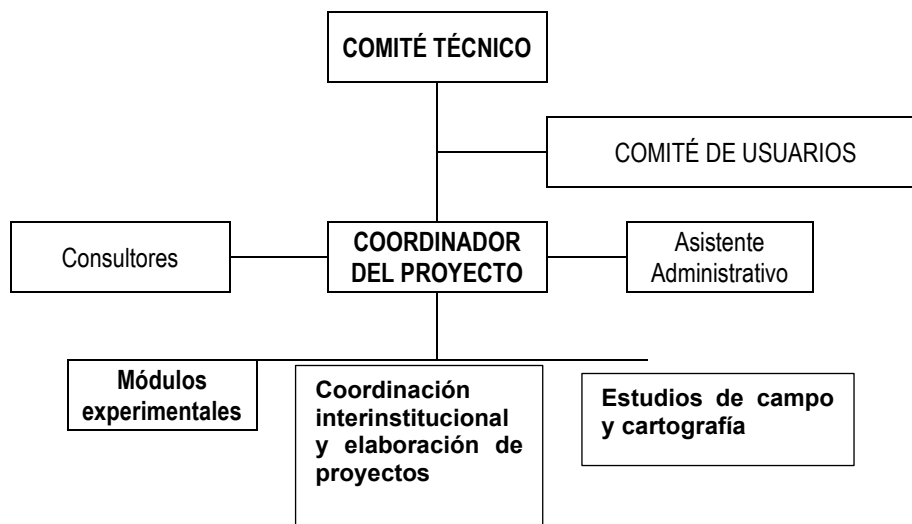 COMITÉ TÉCNICO
COMITÉ DE USUARIOS
Consultores
COORDINADOR
DEL PROYECTO
Asistente
Administrativo
Módulos
experimentales
Coordinación
interinstitucional
y elaboración de
proyectos
Estudios de campo
y cartografía